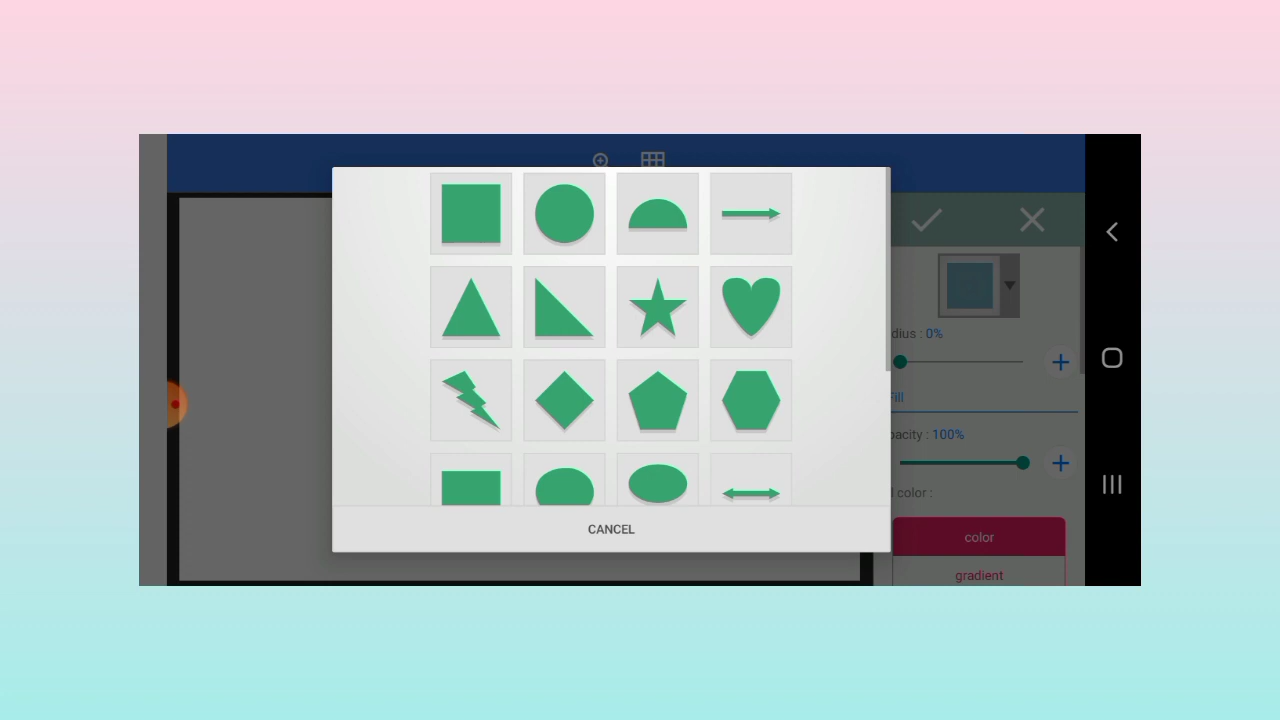 CANCEL
dius : 0%
Fill
pacity : 100%
l color :
color
gradient